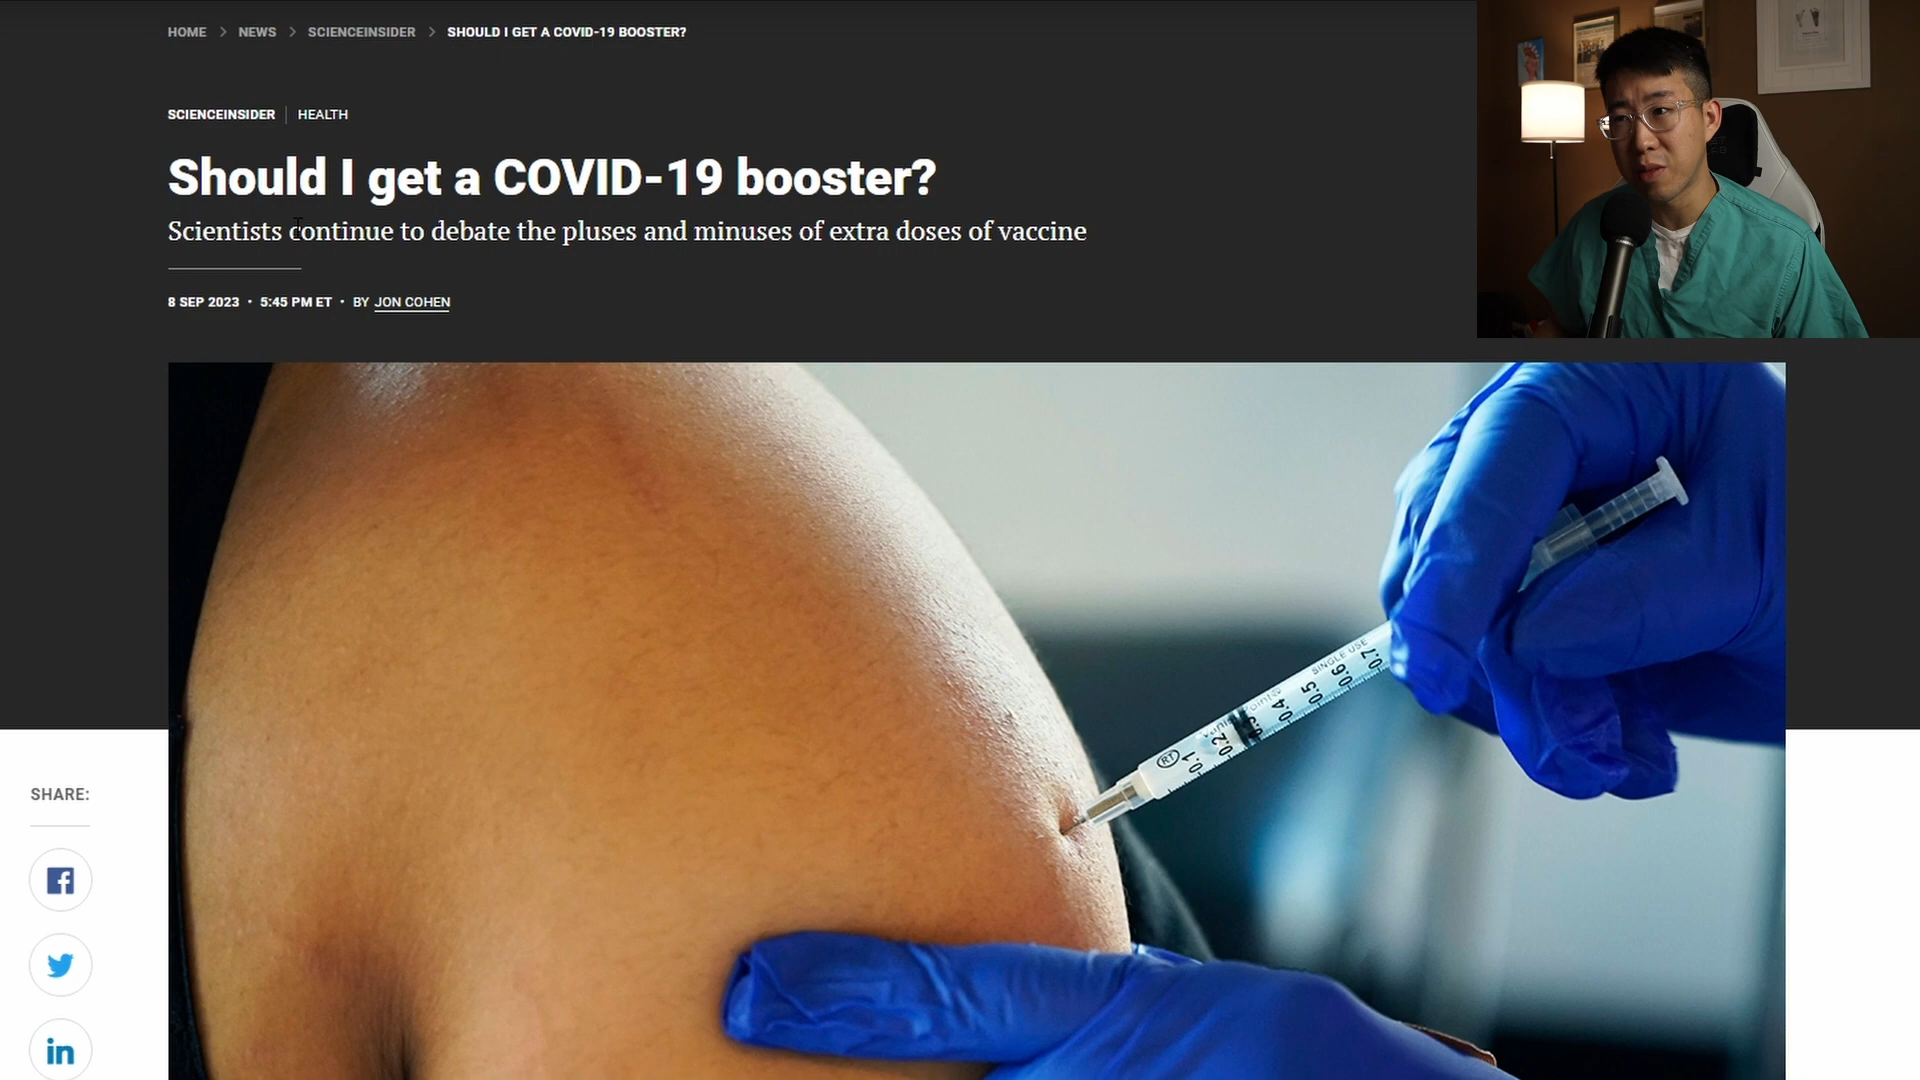 HOME > NEWS > SCIENCEINSIDER > SHOULD I GET A COVID-19 BOOSTER?
SCIENCEINSIDER | HEALTH
Should I get a COVID-19 booster?
Scientists continue to debate the pluses and minuses of extra doses of vaccine
8 SEP 2023 • 5:45 PM ET • BY JON COHEN
SINGLE USE
0.7
0.6
0.5
0.4
0.2
0.1
RT
SHARE: